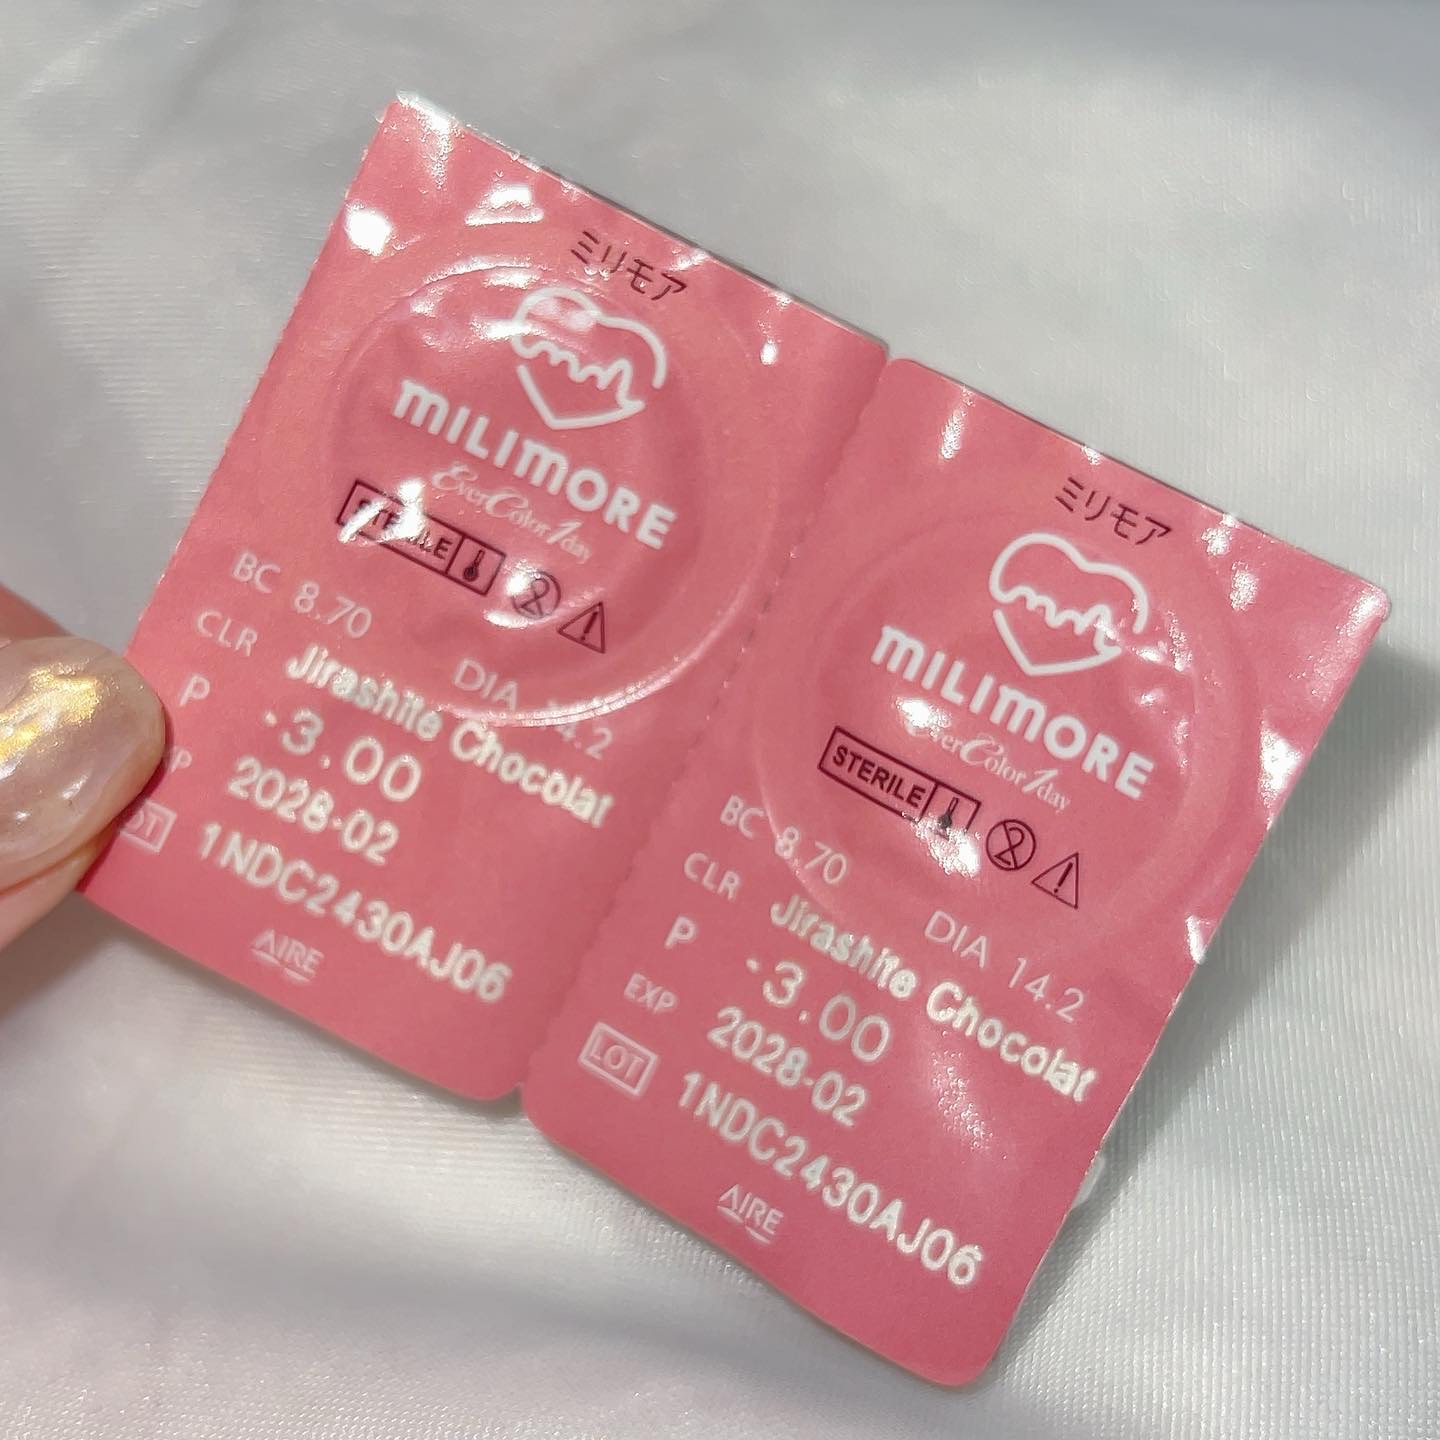 ミリモア
MILIMORE
EverColor1day
STERILE
BC 8.70
DIA 14.2
CLR Jirashite Chocolat
P -3.00
EXP 2028-02
LOT 1NDC2430AJ06
AIRE
ミリモア
MILIMORE
EverColor1day
STERILE
BC 8.70
DIA 14.2
CLR Jirashite Chocolat
P -3.00
EXP 2028-02
LOT 1NDC2430AJ06
AIRE